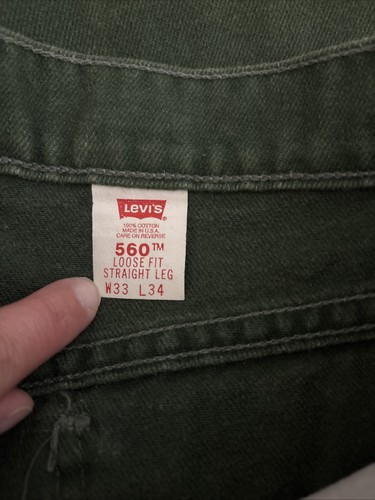 LEVI'S ®
100% COTTON
MADE IN U.S.A.
CARE ON REVERSE
560™
LOOSE FIT
STRAIGHT LEG
W33 L34